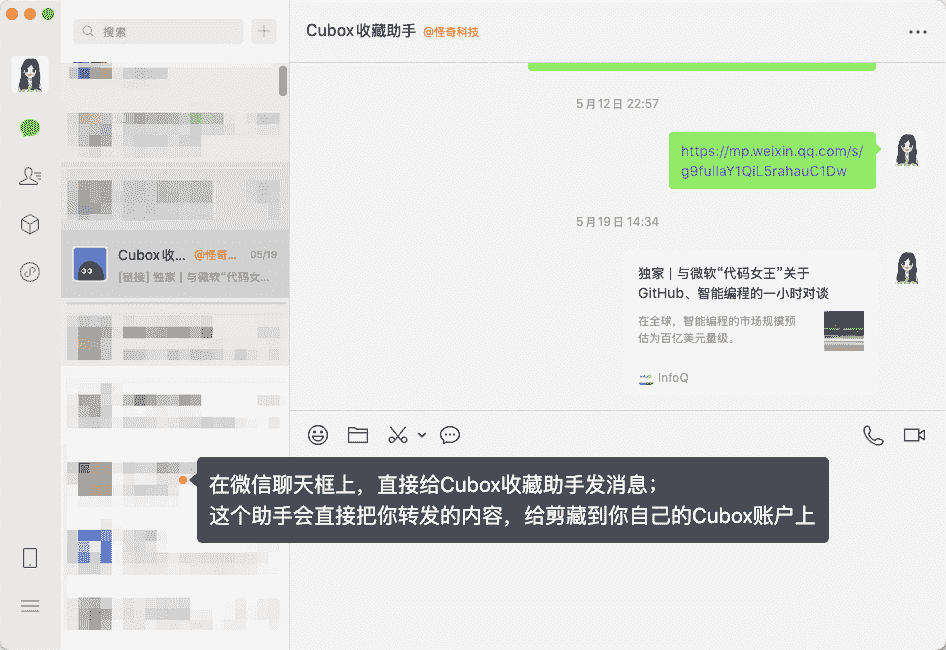 搜索
Cubox收藏助手 @怪奇科技
5月12日 22:57
https://mp.weixin.qq.com/s/
g9fuIIaY1QiL5rahauC1Dw
5月19日 14:34
Cubox收... @怪奇... 05/19
[链接] 独家 | 与微软“代码女...
独家 | 与微软“代码女王”关于
GitHub、智能编程的一小时对谈
在全球，智能编程的市场规模预
估为百亿美元量级。
InfoQ
在微信聊天框上，直接给Cubox收藏助手发消息；
这个助手会直接把你转发的内容，给剪藏到你自己的Cubox账户上